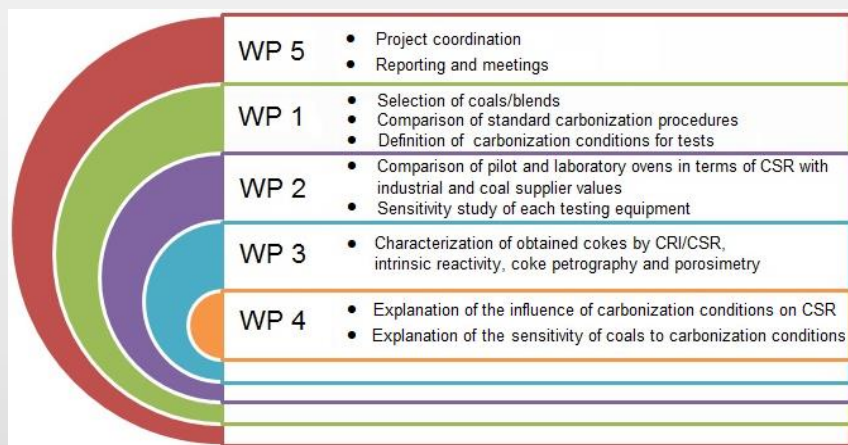 WP 5
● Project coordination
● Reporting and meetings
WP 1
● Selection of coals/blends
● Comparison of standard carbonization procedures
● Definition of carbonization conditions for tests
WP 2
● Comparison of pilot and laboratory ovens in terms of CSR with
industrial and coal supplier values
● Sensitivity study of each testing equipment
WP 3
● Characterization of obtained cokes by CRI/CSR,
intrinsic reactivity, coke petrography and porosimetry
WP 4
● Explanation of the influence of carbonization conditions on CSR
● Explanation of the sensitivity of coals to carbonization conditions